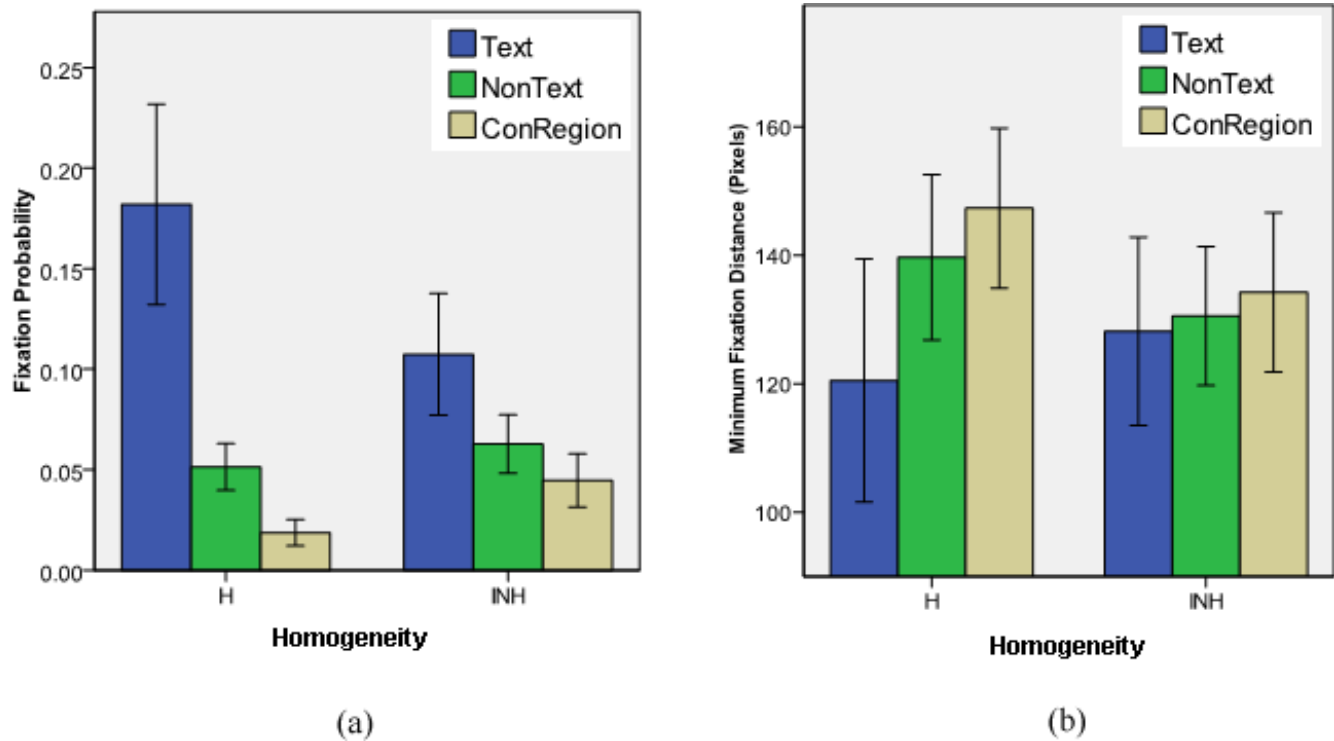 Text
NonText
ConRegion
0.25
0.20
0.15
0.10
0.05
0.00
Fixation Probability
H
INH
Homogeneity
(a)
Text
NonText
ConRegion
160
140
120
100
Minimum Fixation Distance (Pixels)
H
INH
Homogeneity
(b)